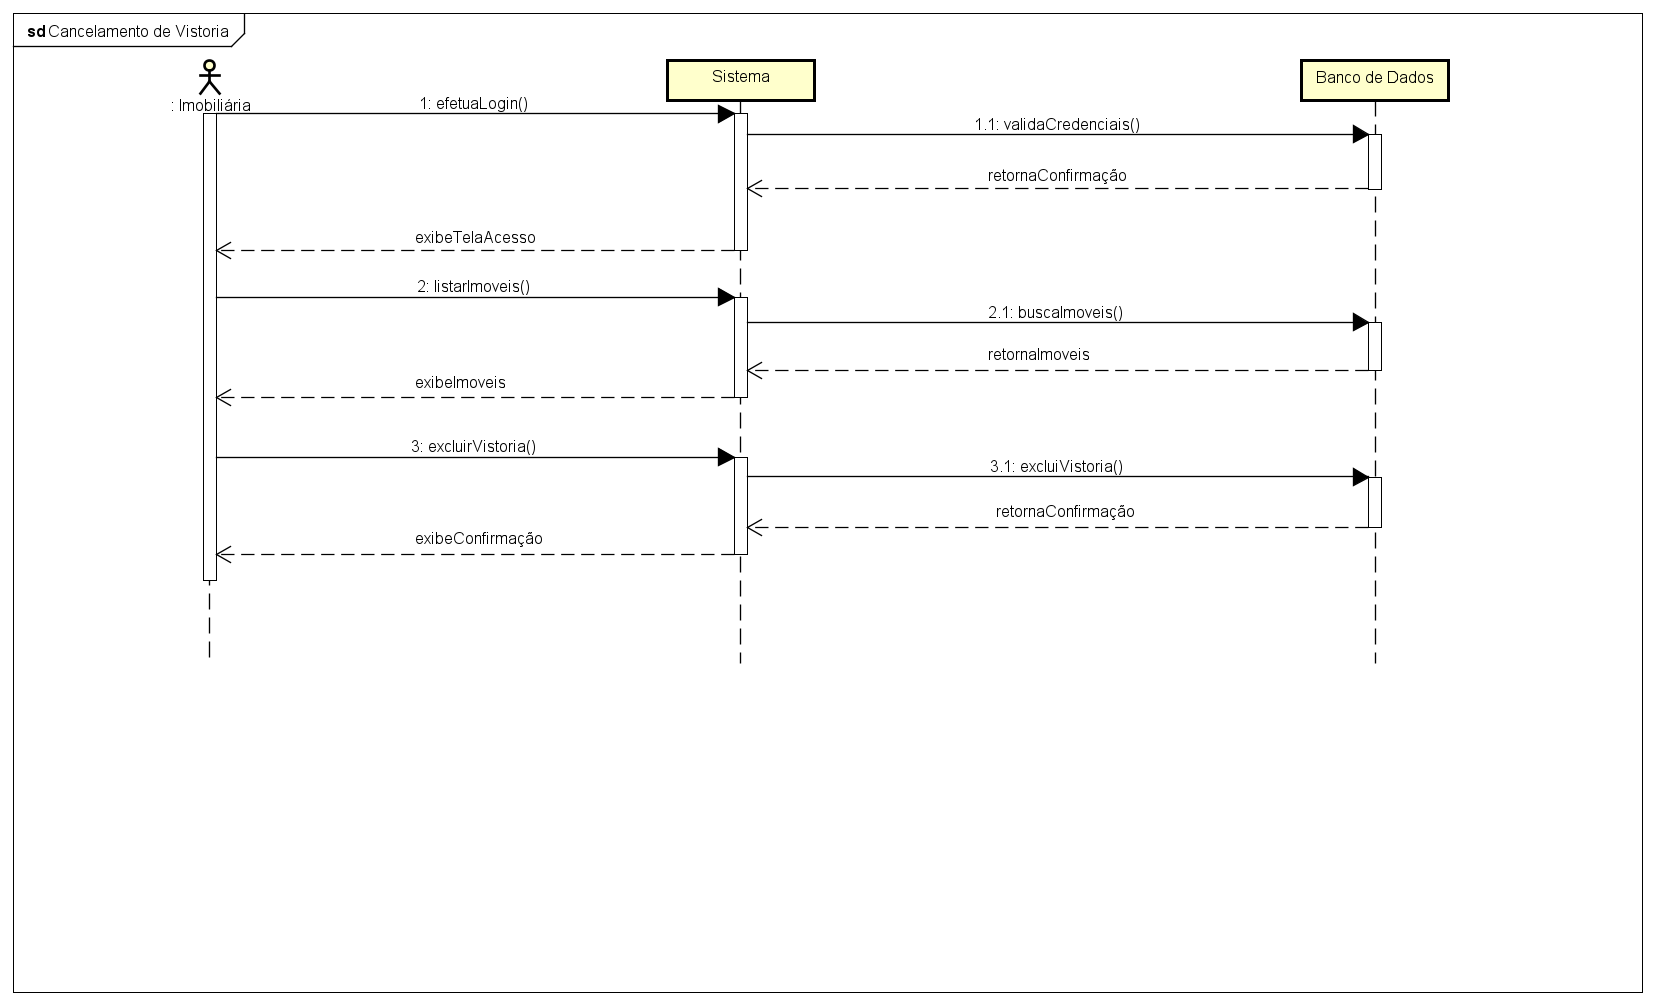 sd Cancelamento de Vistoria
Sistema
Banco de Dados
: Imobiliária
1: efetuaLogin()
1.1: validaCredenciais()
retornaConfirmação
exibeTelaAcesso
2: listarImoveis()
2.1: buscaImoveis()
retornaImoveis
exibeImoveis
3: excluirVistoria()
3.1: excluiVistoria()
retornaConfirmação
exibeConfirmação